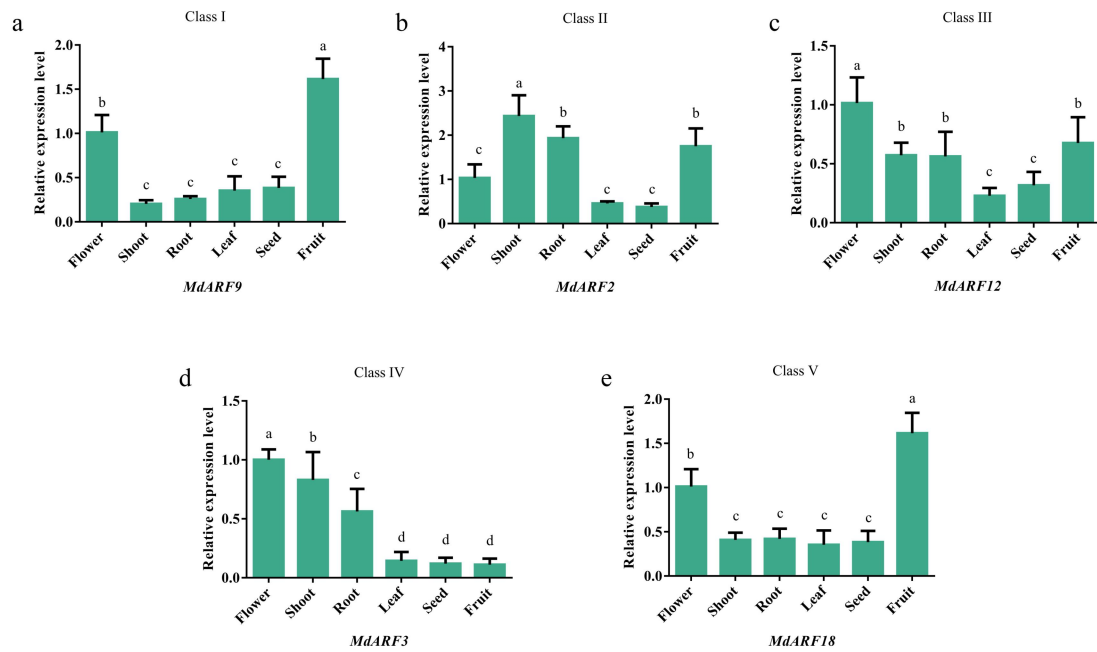 a
Class I
Relative expression level
2.0
1.5
1.0
0.5
0.0
b
c
c
c
c
a
Flower
Shoot
Root
Leaf
Seed
Fruit
MdARF9
b
Class II
Relative expression level
4
3
2
1
0
c
a
b
c
c
b
Flower
Shoot
Root
Leaf
Seed
Fruit
MdARF2
c
Class III
Relative expression level
1.5
1.0
0.5
0.0
a
b
b
c
c
b
Flower
Shoot
Root
Leaf
Seed
Fruit
MdARF12
d
Class IV
Relative expression level
1.5
1.0
0.5
0.0
a
b
c
d
d
d
Flower
Shoot
Root
Leaf
Seed
Fruit
MdARF3
e
Class V
Relative expression level
2.0
1.5
1.0
0.5
0.0
b
c
c
c
c
a
Flower
Shoot
Root
Leaf
Seed
Fruit
MdARF18